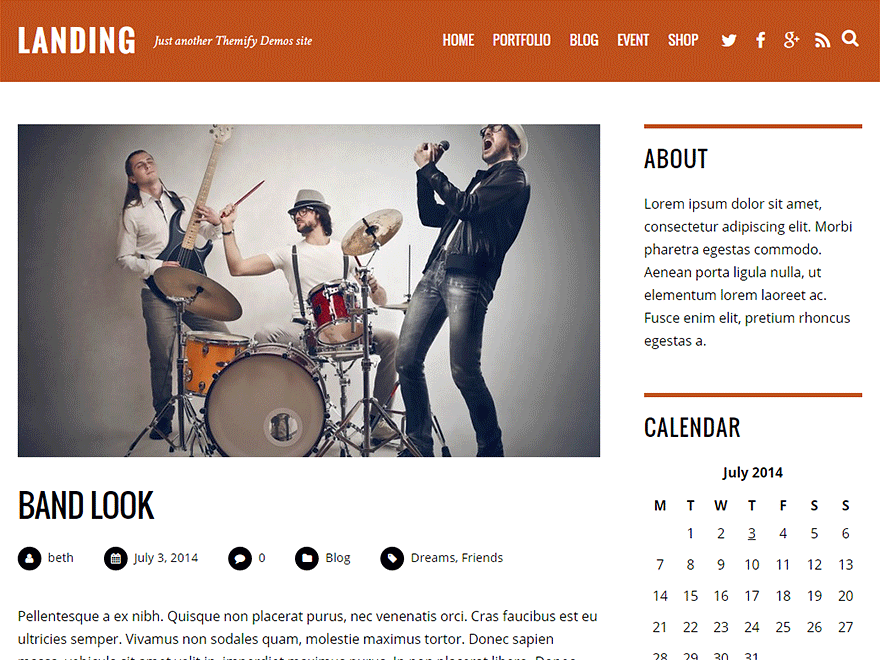 LANDING
Just another Themify Demos site
HOME PORTFOLIO BLOG EVENT SHOP
BAND LOOK
beth July 3, 2014 0 Blog Dreams, Friends
Pellentesque a ex nibh. Quisque non placerat purus, nec venenatis orci. Cras faucibus est eu
ultricies semper. Vivamus non sodales quam, molestie maximus tortor. Donec sapien
ABOUT
Lorem ipsum dolor sit amet,
consectetur adipiscing elit. Morbi
pharetra egestas commodo.
Aenean porta ligula nulla, ut
elementum lorem laoreet ac.
Fusce enim elit, pretium rhoncus
egestas a.
CALENDAR
July 2014
M T W T F S S
1 2 3 4 5 6
7 8 9 10 11 12 13
14 15 16 17 18 19 20
21 22 23 24 25 26 27
28 29 30 31